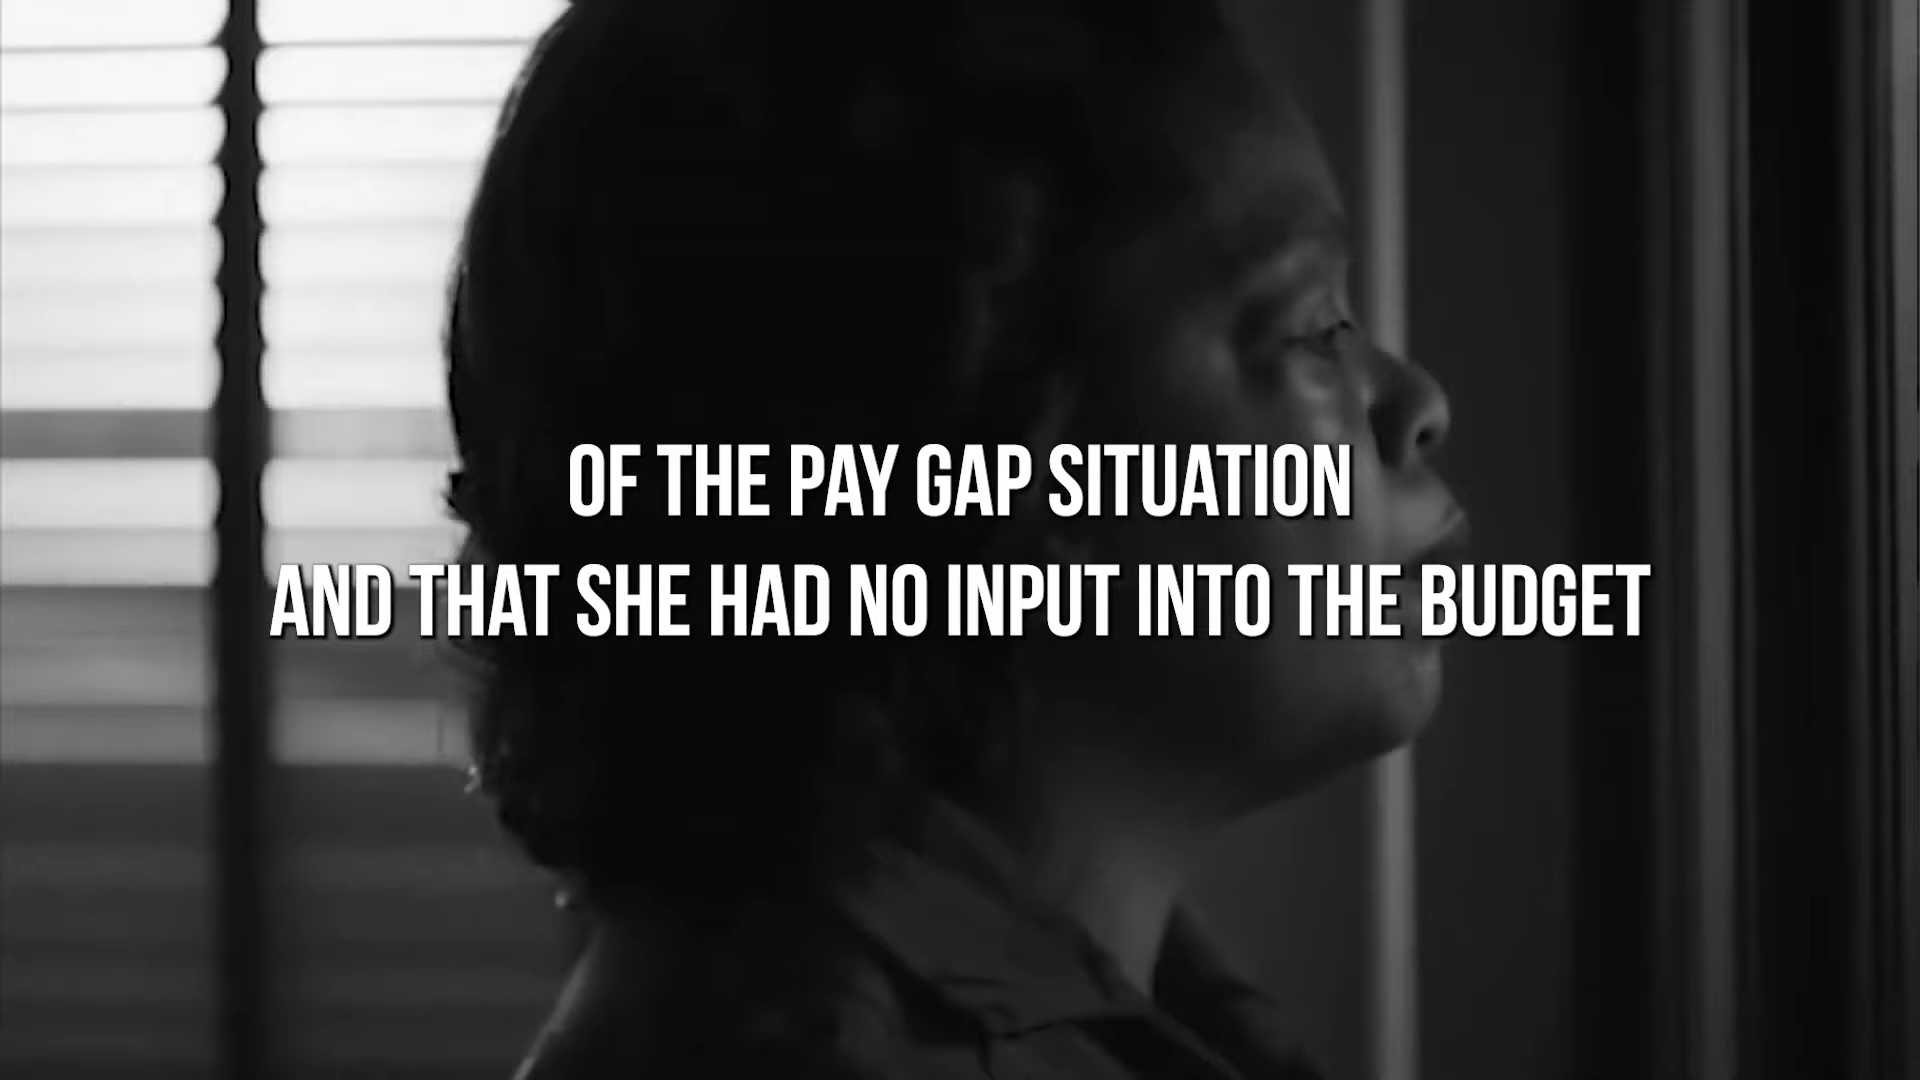 OF THE PAY GAP SITUATION
AND THAT SHE HAD NO INPUT INTO THE BUDGET